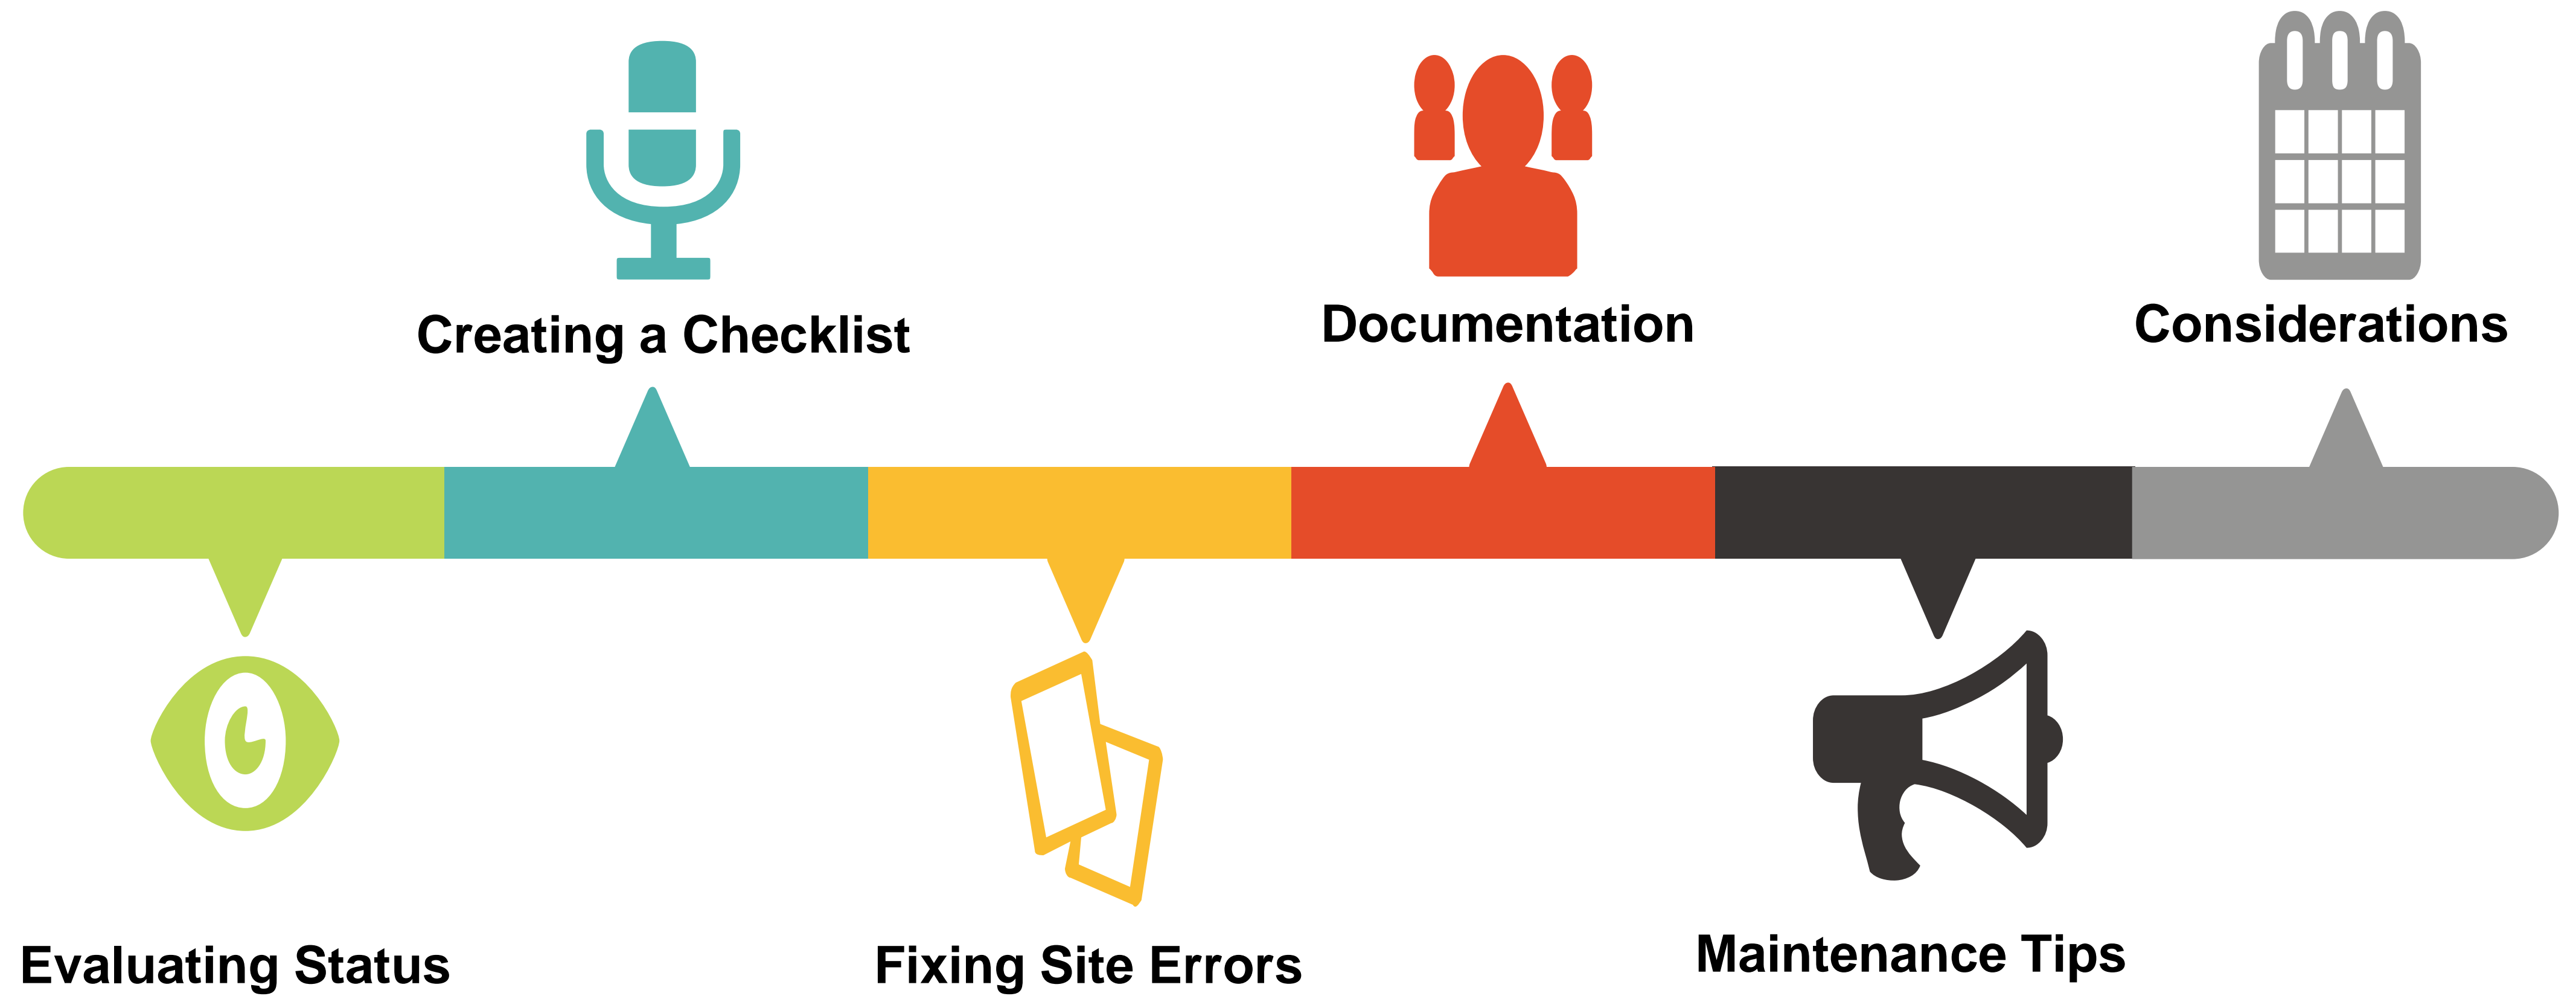 Creating a Checklist
Documentation
Considerations
Evaluating Status
Fixing Site Errors
Maintenance Tips